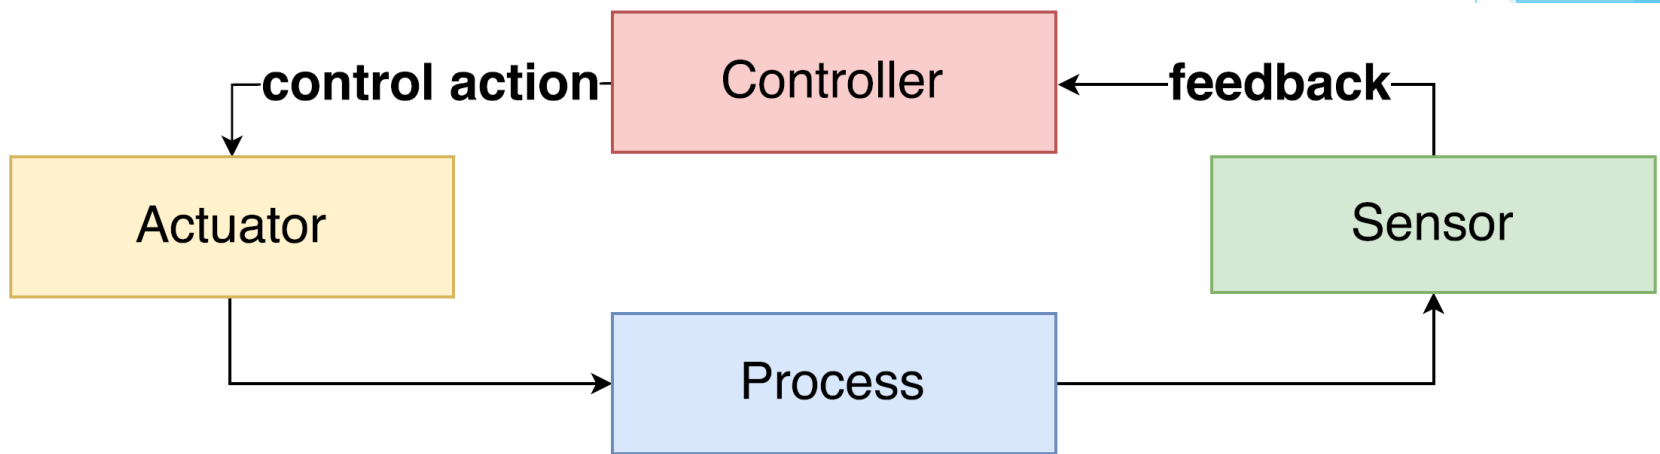 Controller
control action
feedback
Actuator
Sensor
Process